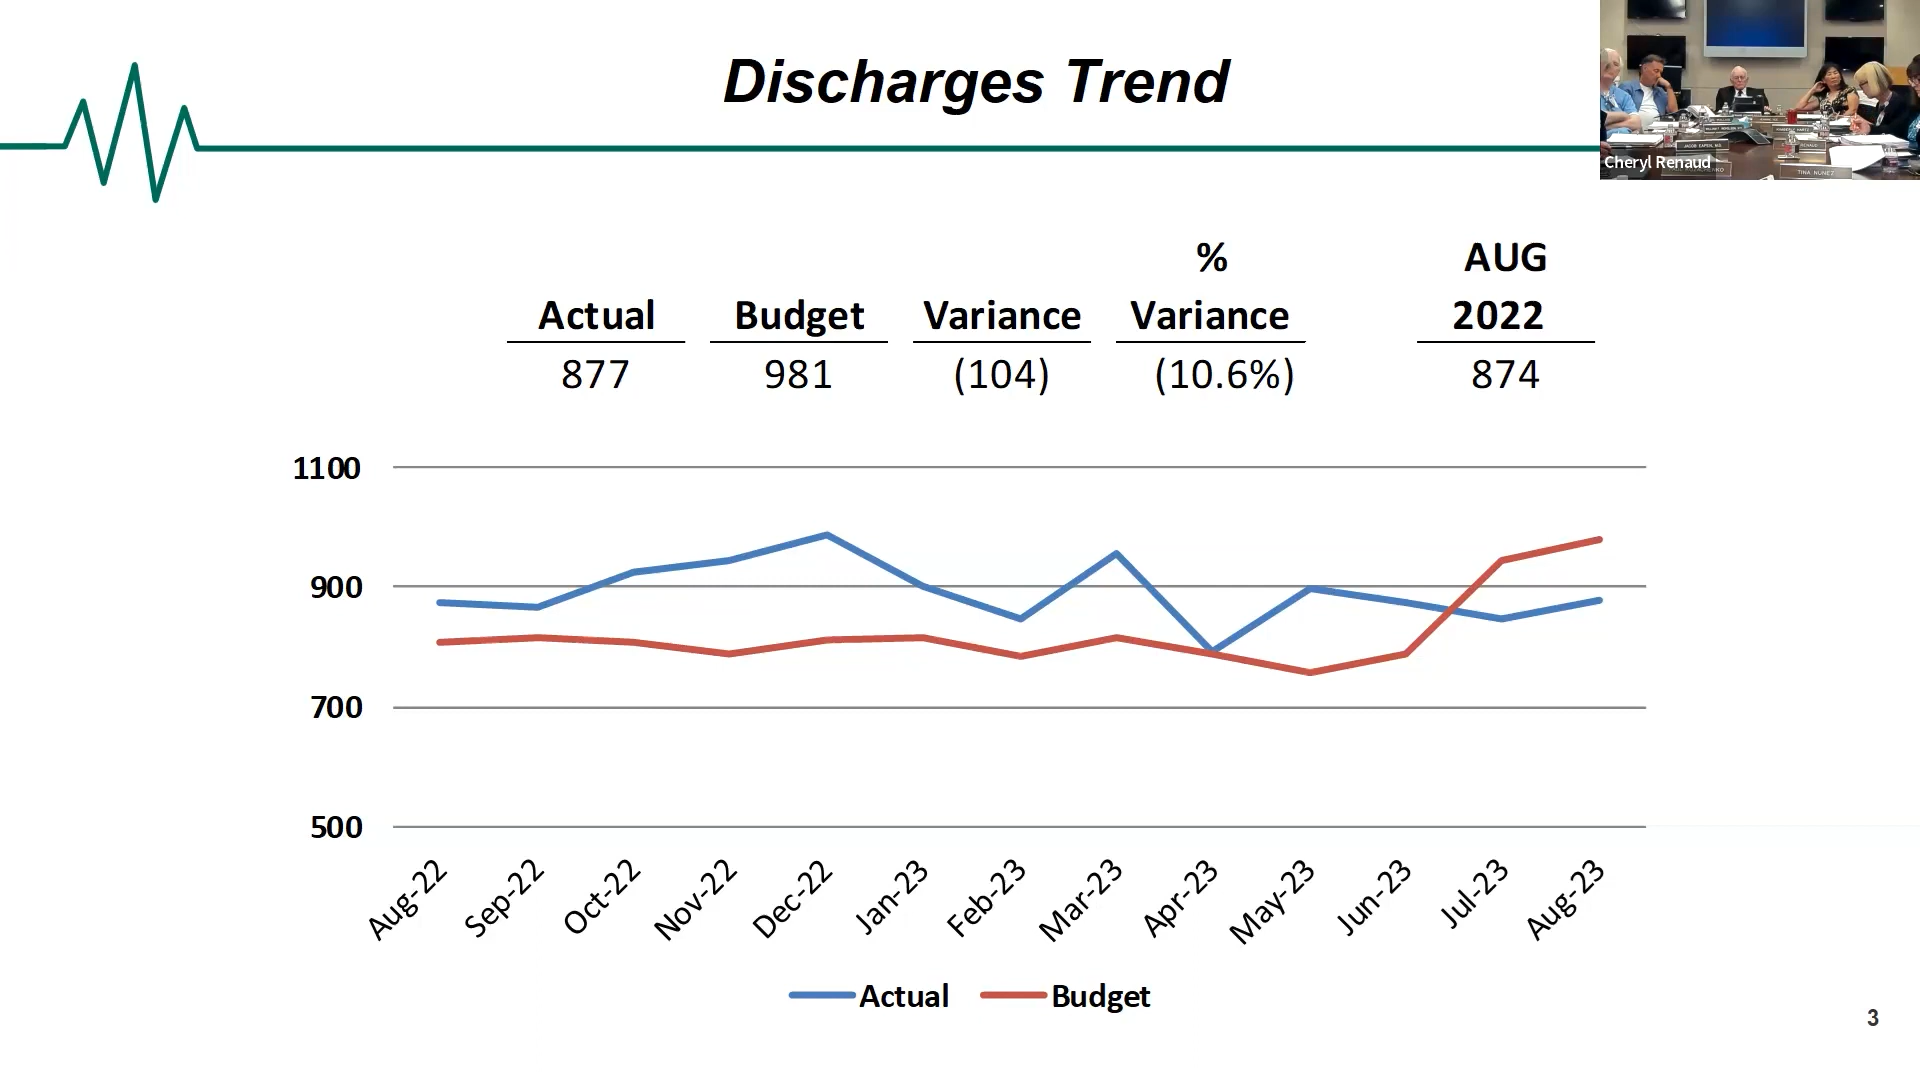 Discharges Trend
Cheryl Renaud
TINA NUNEZ
% AUG
Actual Budget Variance Variance 2022
877 981 (104) (10.6%) 874
1100
900
700
500
Aug-22 Sep-22 Oct-22 Nov-22 Dec-22 Jan-23 Feb-23 Mar-23 Apr-23 May-23 Jun-23 Jul-23 Aug-23
Actual Budget
3